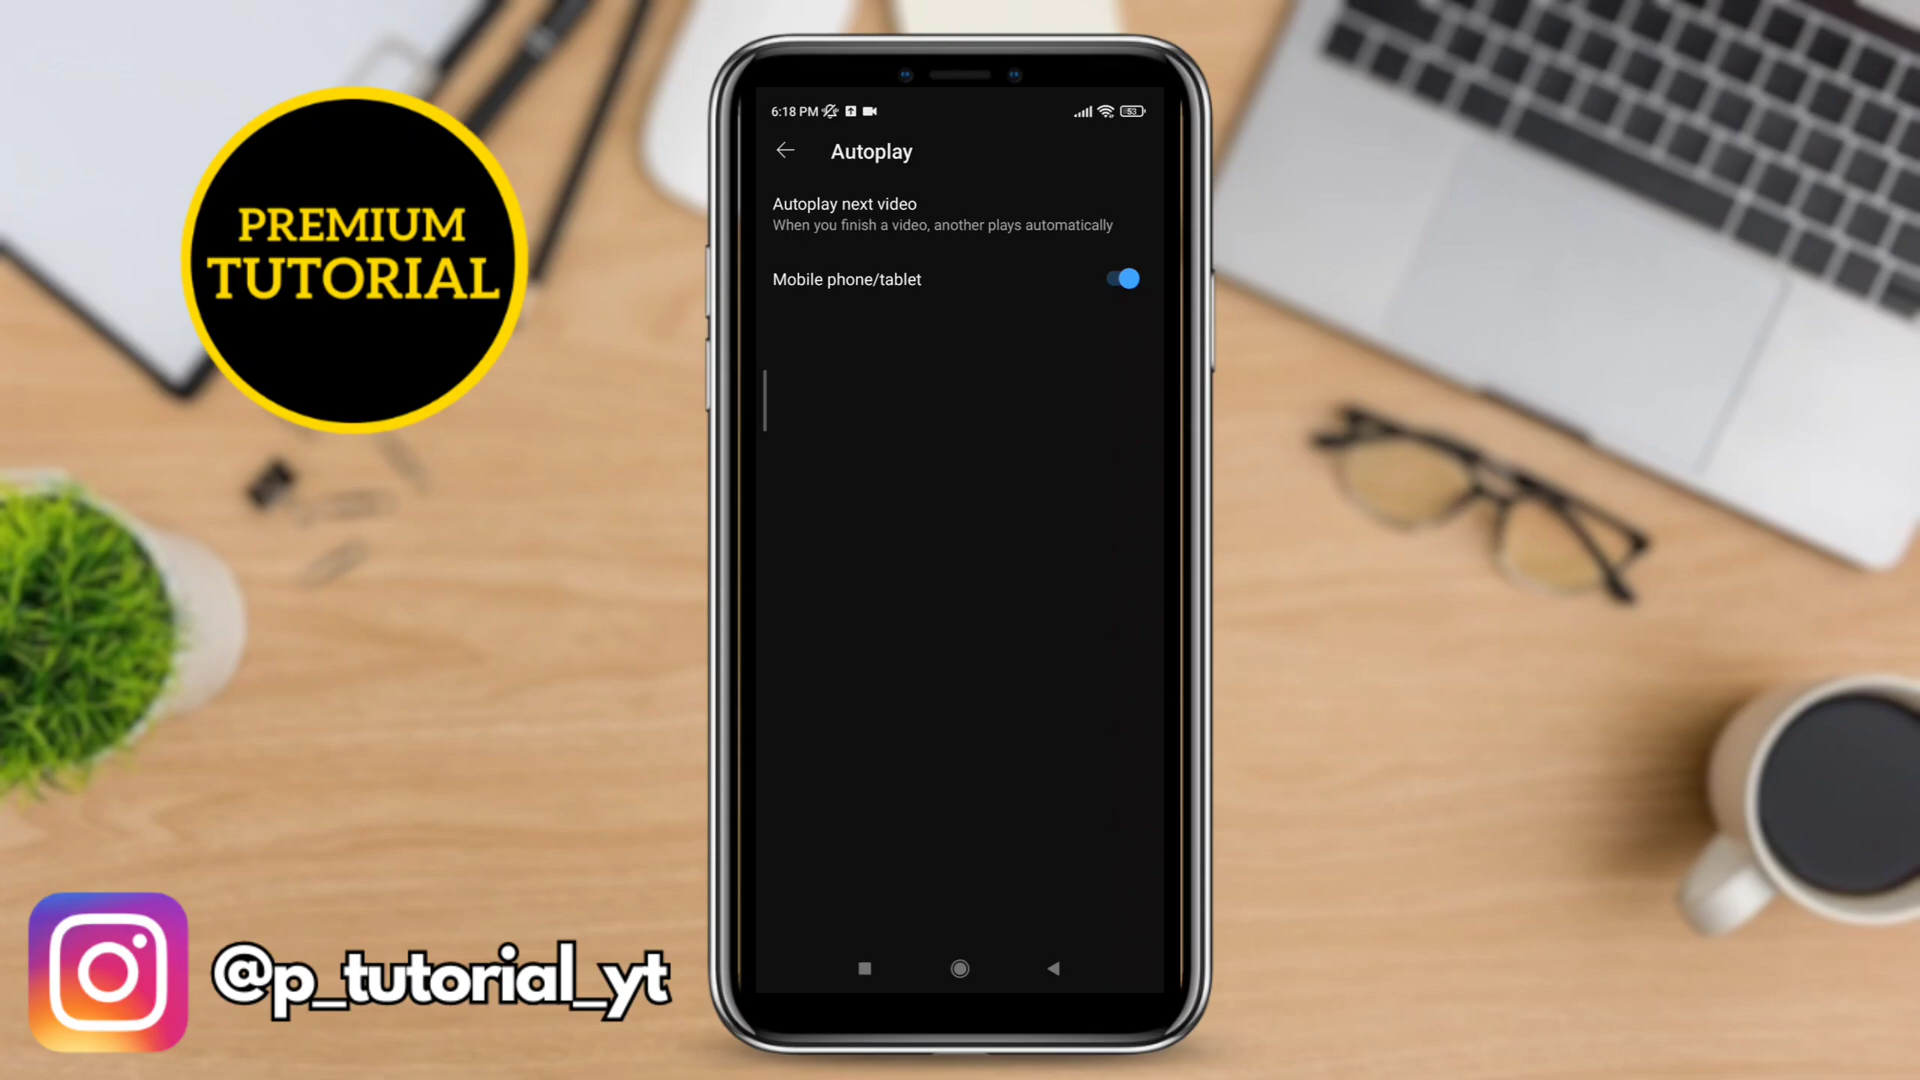 PREMIUM
TUTORIAL
6:18 PM
53
Autoplay
Autoplay next video
When you finish a video, another plays automatically
Mobile phone/tablet
@p_tutorial_yt